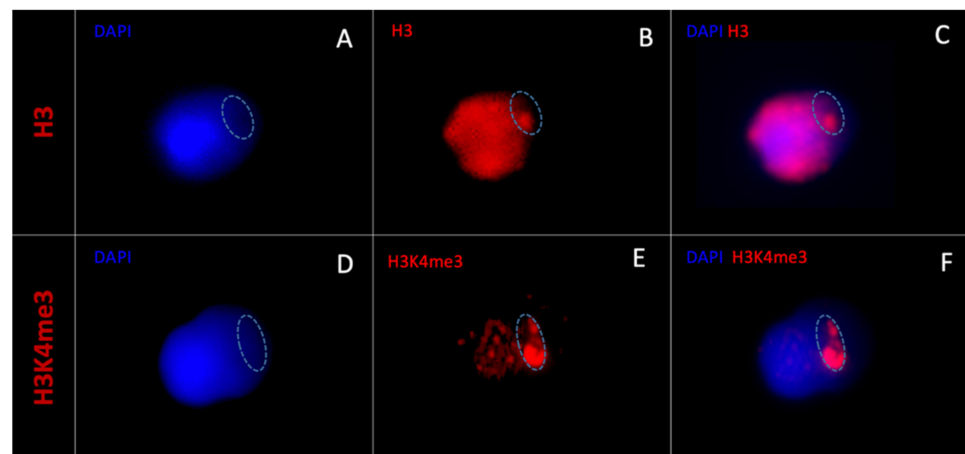 H3
DAPI
A
H3
B
DAPI H3
C
H3K4me3
DAPI
D
H3K4me3
E
DAPI H3K4me3
F